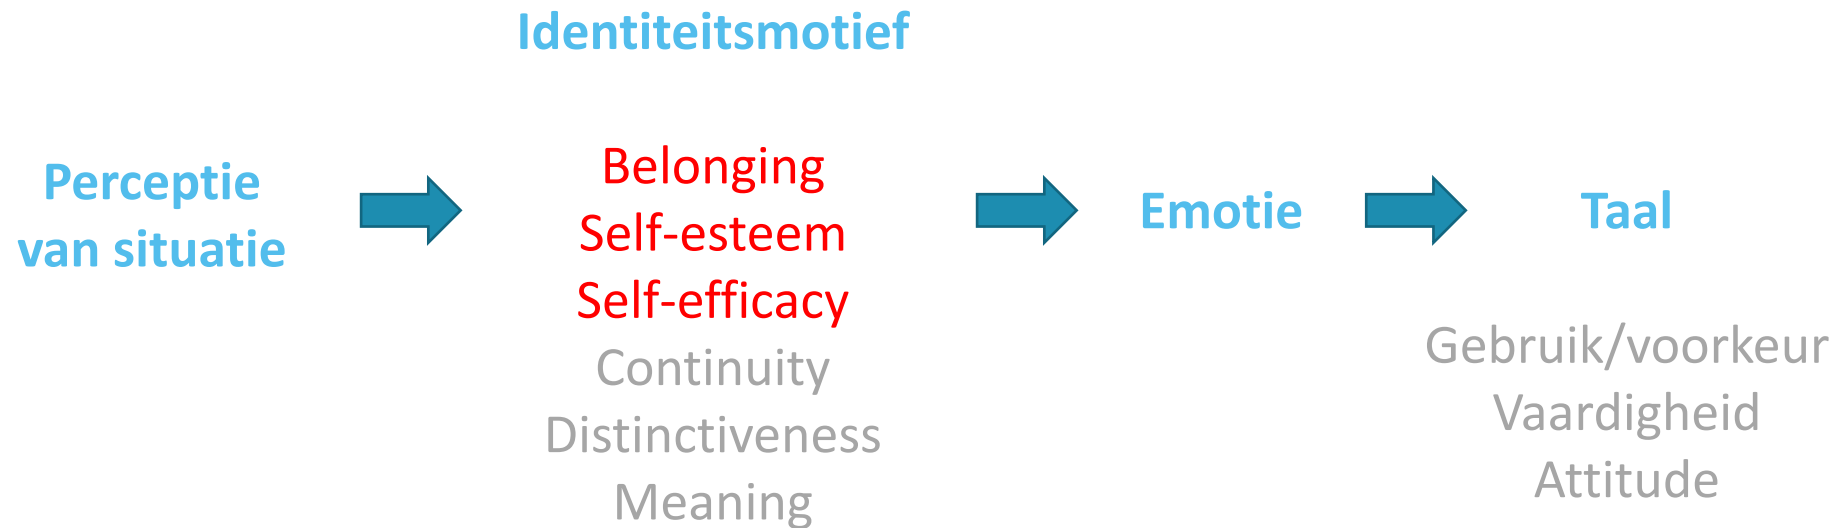 Identiteitsmotief
Perceptie
van situatie
Belonging
Self-esteem
Self-efficacy
Continuity
Distinctiveness
Meaning
Emotie
Taal
Gebruik/voorkeur
Vaardigheid
Attitude